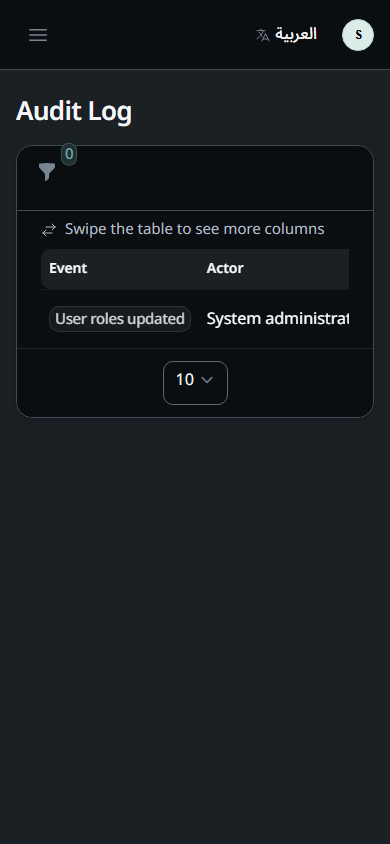 العربية
S
Audit Log
0
Swipe the table to see more columns
Event Actor
User roles updated System administrat
10